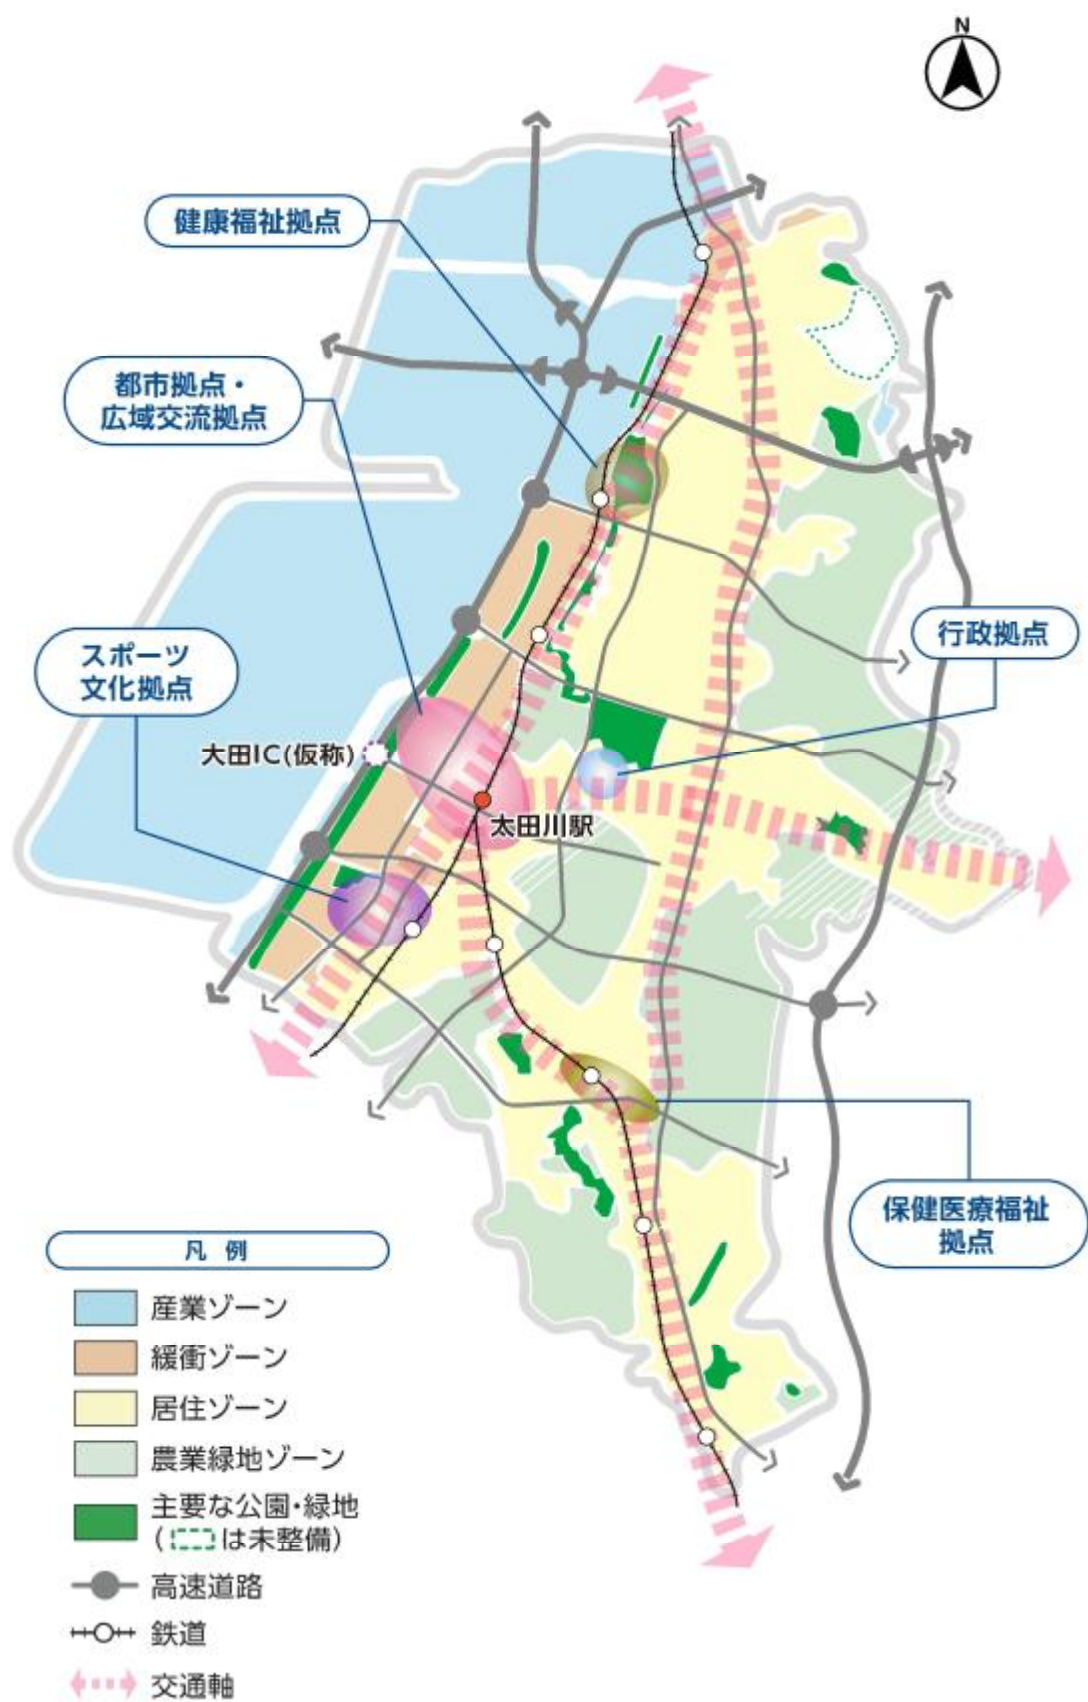 N
健康福祉拠点
都市拠点・
広域交流拠点
行政拠点
スポーツ
文化拠点
大田IC(仮称)
太田川駅
保健医療福祉
拠点
凡 例
産業ゾーン
緩衝ゾーン
居住ゾーン
農業緑地ゾーン
主要な公園・緑地
(は未整備)
高速道路
鉄道
交通軸